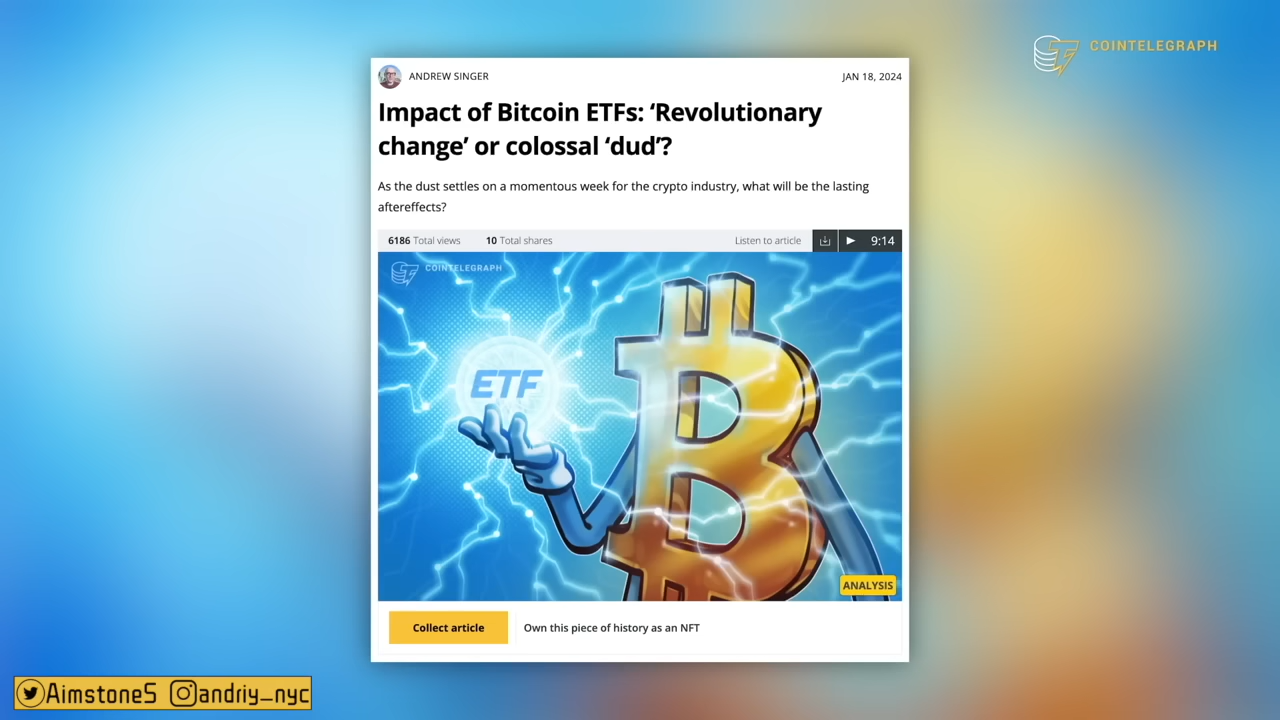 COINTELEGRAPH
ANDREW SINGER
JAN 18, 2024
Impact of Bitcoin ETFs: ‘Revolutionary
change’ or colossal ‘dud’?
As the dust settles on a momentous week for the crypto industry, what will be the lasting
aftereffects?
6186 Total views 10 Total shares Listen to article 9:14
COINTELEGRAPH
ETF
ANALYSIS
Collect article Own this piece of history as an NFT
Aimstone5 andriy_nyc